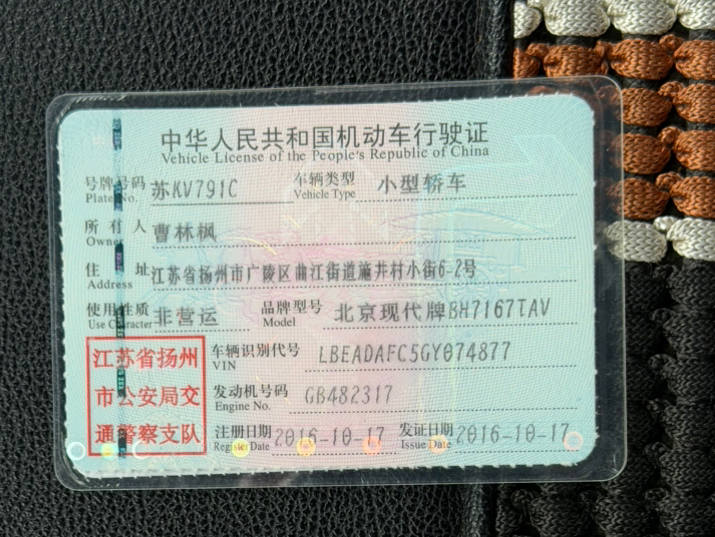 中华人民共和国机动车行驶证
Vehicle License of the People's Republic of China
号牌号码 苏KV791C 车辆类型 小型轿车
Plate No. Vehicle Type
所有人 曹林枫
Owner
住址 江苏省扬州市广陵区曲江街道施井村小街6-2号
Address
使用性质 非营运 品牌型号 北京现代牌BH7167TAV
Use Character Model
江苏省扬州
市公安局交
通警察支队
车辆识别代号 LBEADAFC5GY074877
VIN
发动机号码 GB482317
Engine No.
注册日期 2016-10-17 发证日期 2016-10-17
Register Date Issue Date